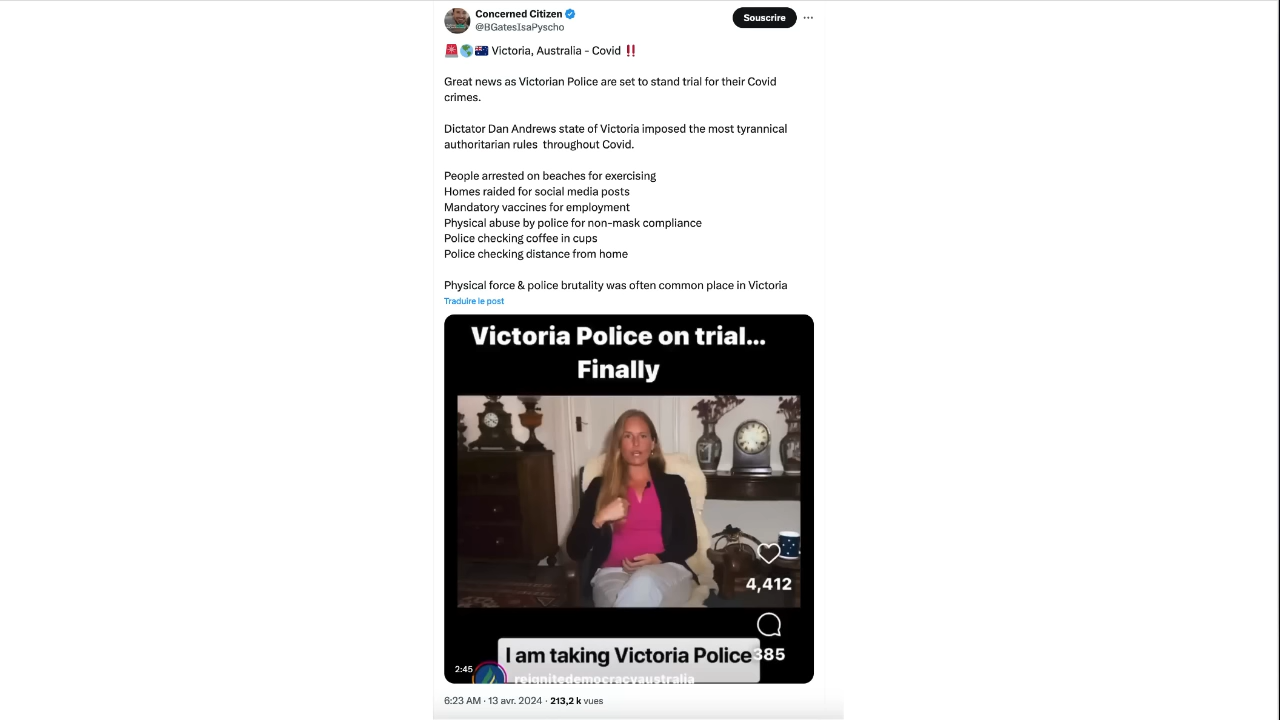 Concerned Citizen
@BGatesIsaPyscho
Souscrire
Victoria, Australia - Covid ‼️
Great news as Victorian Police are set to stand trial for their Covid
crimes.
Dictator Dan Andrews state of Victoria imposed the most tyrannical
authoritarian rules throughout Covid.
People arrested on beaches for exercising
Homes raided for social media posts
Mandatory vaccines for employment
Physical abuse by police for non-mask compliance
Police checking coffee in cups
Police checking distance from home
Physical force & police brutality was often common place in Victoria
Traduire le post
Victoria Police on trial...
Finally
4,412
I am taking Victoria Police
385
2:45
reignitedemocracyaustralia
6:23 AM · 13 avr. 2024 · 213,2 k vues